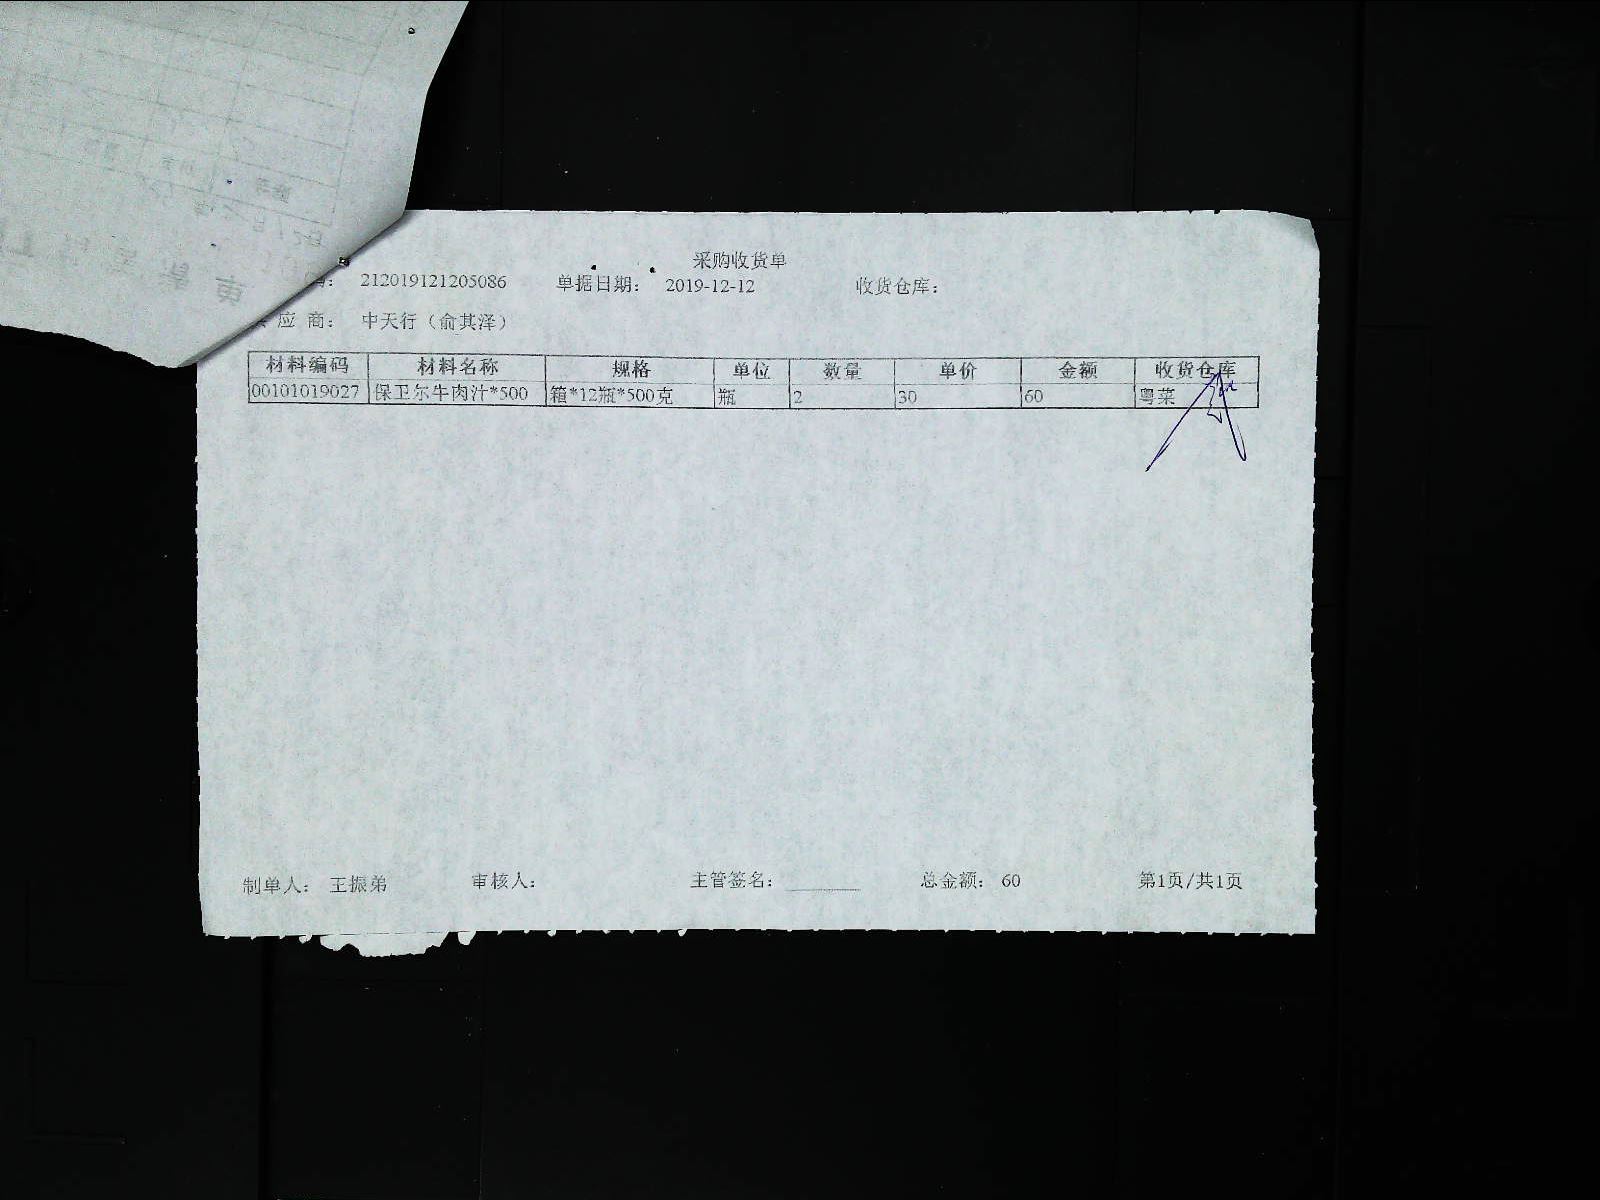 采购收货单
212019121205086 单据日期: 2019-12-12 收货仓库:
应 商: 中天行（俞其泽）
材料编码 材料名称 规格 单位 数量 单价 金额 收货仓库
00101019027 保卫尔牛肉汁*500 箱*12瓶*500克 瓶 2 30 60 粤菜
制单人: 王振弟 审核人: 主管签名: 总金额: 60 第1页/共1页